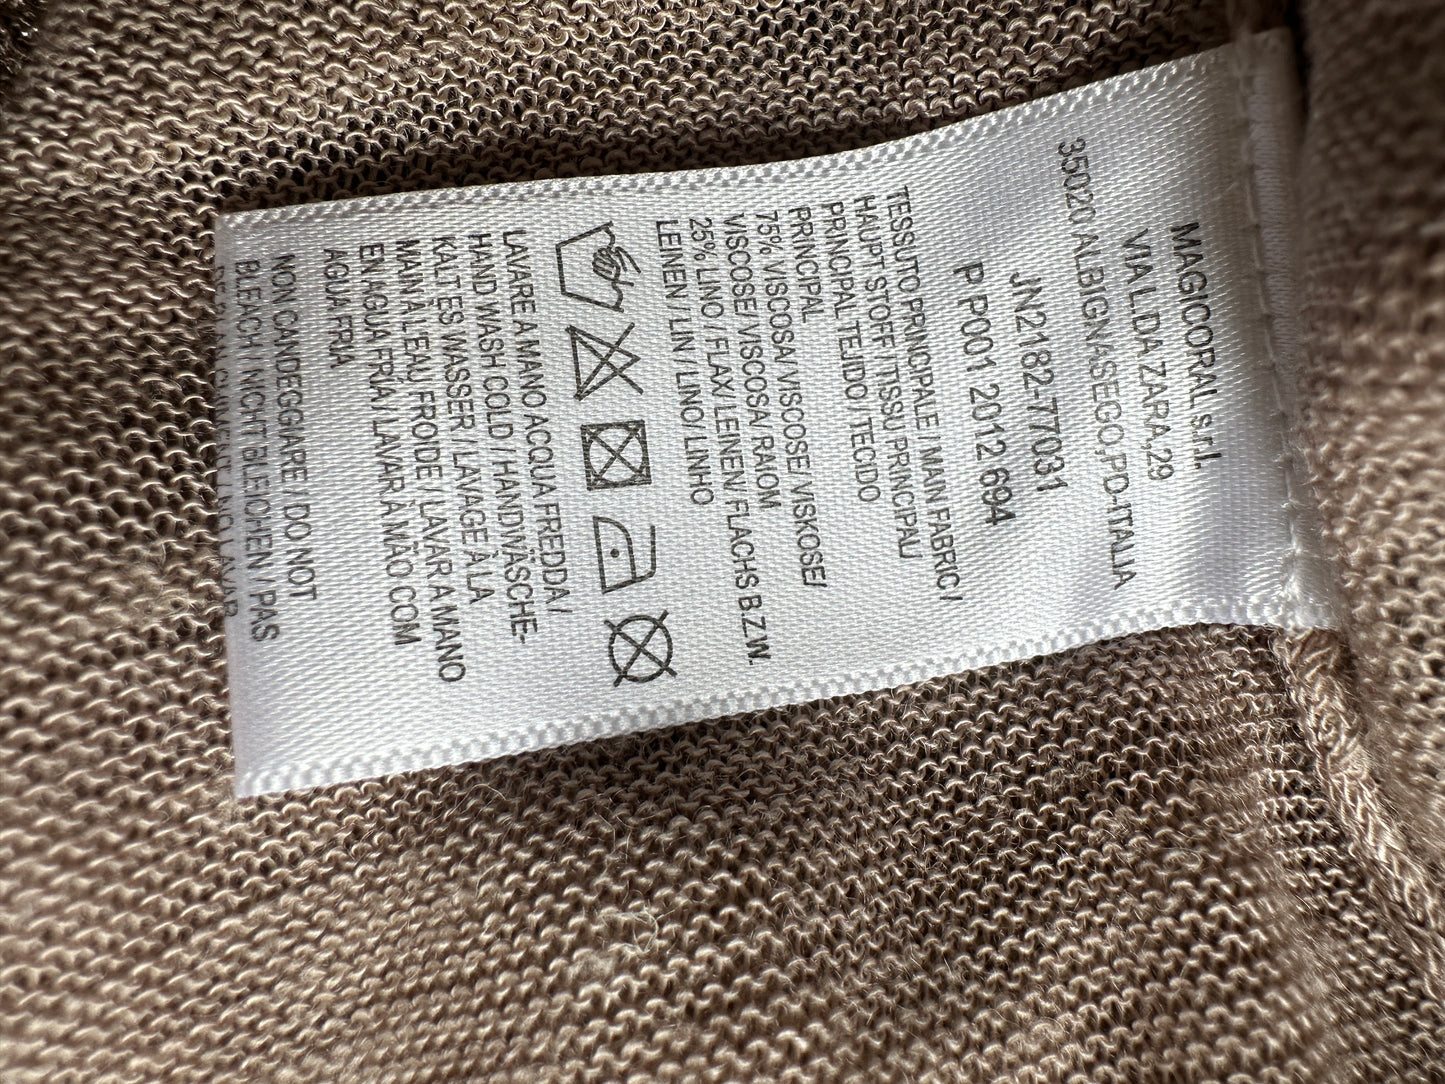 MAGICORAL s.r.l.
VIA L.DA ZARA,29
35020 ALBIGNASEGO,PD-ITALIA
JN2182-77031
P P001 2012 694
TESSUTO PRINCIPALE / MAIN FABRIC /
HAUPTSTOFF / TISSU PRINCIPAL/
PRINCIPAL TEJIDO / TECIDO
PRINCIPAL
75% VISCOSA/ VISCOSE/ VISKOSE/
VISCOSE/ VISCOSA/ RAIOM
25% LINO / FLAX/ LEINEN/ FLACHS B.Z.W.
LEINEN / LIN / LINO/ LINHO
LAVARE A MANO ACQUA FREDDA /
HAND WASH COLD / HANDWÄSCHE-
KALTES WASSER / LAVAGE À LA
MAIN À L'EAU FROIDE / LAVAR A MANO
EN AGUA FRÍA / LAVAR A MÃO COM
AGUA FRIA
NON CANDEGGIARE / DO NOT
BLEACH / NICHT BLEICHEN / PAS